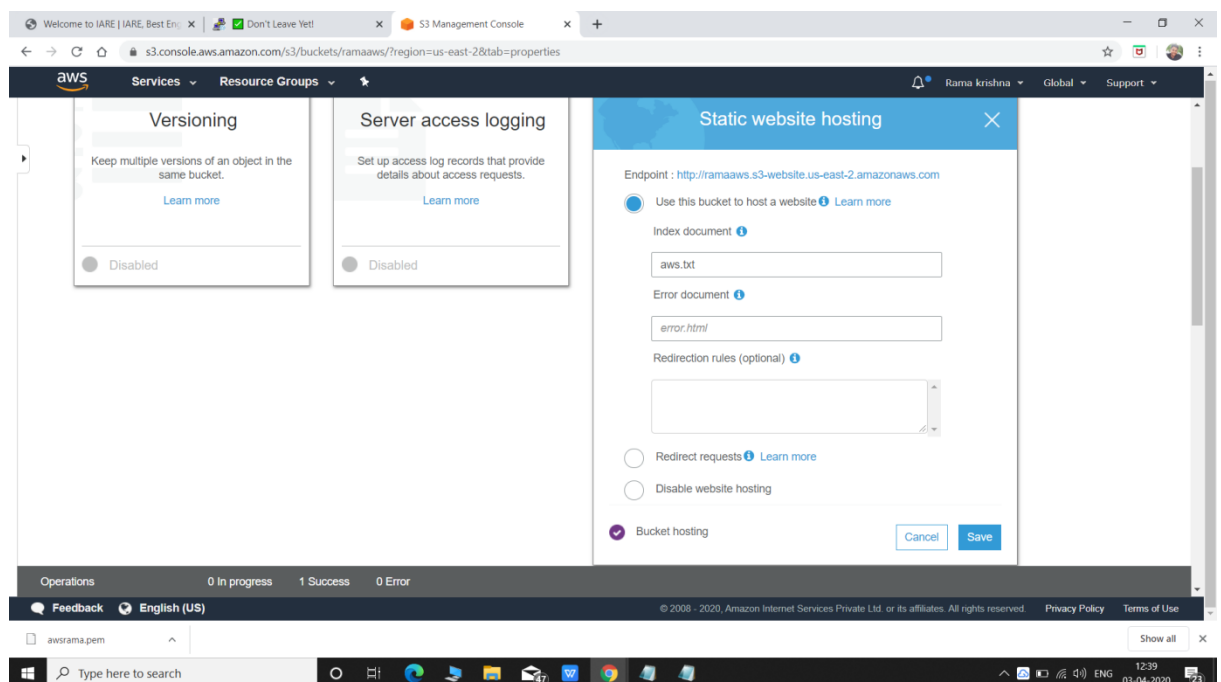 Welcome to IARE | IARE, Best Eng
Don't Leave Yet!
S3 Management Console
s3.console.aws.amazon.com/s3/buckets/ramaaws/?region=us-east-2&tab=properties
aws Services Resource Groups Rama krishna Global Support
Versioning
Keep multiple versions of an object in the
same bucket.
Learn more
Disabled
Server access logging
Set up access log records that provide
details about access requests.
Learn more
Disabled
Static website hosting
Endpoint : http://ramaaws.s3-website.us-east-2.amazonaws.com
Use this bucket to host a website Learn more
Index document
aws.txt
Error document
error.html
Redirection rules (optional)
Redirect requests Learn more
Disable website hosting
Bucket hosting
Cancel Save
Operations 0 In progress 1 Success 0 Error
Feedback English (US) © 2008 - 2020, Amazon Internet Services Private Ltd. or its affiliates. All rights reserved. Privacy Policy Terms of Use
awsrama.pem Show all
Type here to search 47 W ENG 12:39
03-04-2020 23